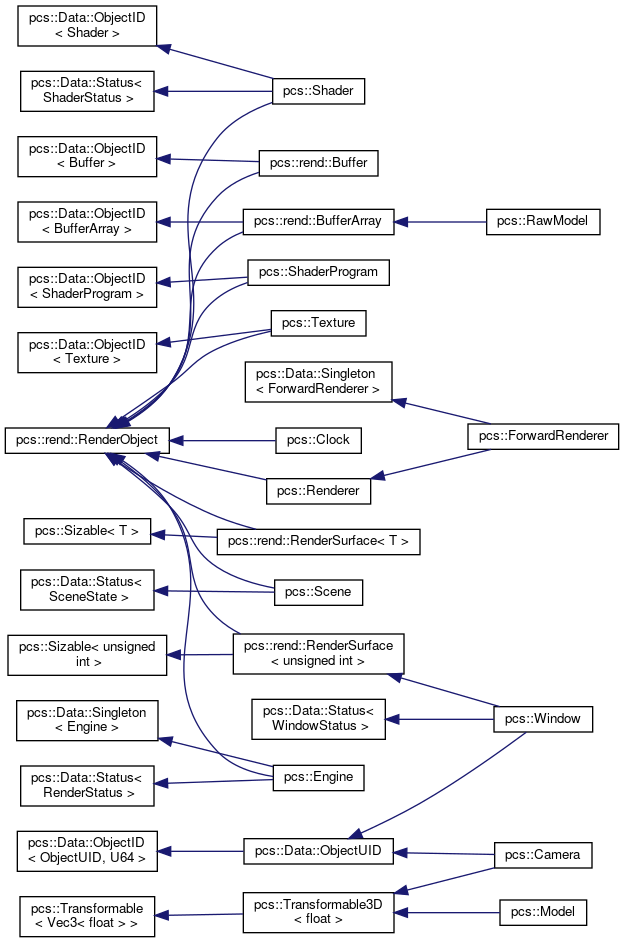 pcs::Data::ObjectID
< Shader >
pcs::Data::Status<
ShaderStatus >
pcs::Shader
pcs::Data::ObjectID
< Buffer >
pcs::rend::Buffer
pcs::Data::ObjectID
< BufferArray >
pcs::rend::BufferArray
pcs::RawModel
pcs::Data::ObjectID
< ShaderProgram >
pcs::ShaderProgram
pcs::Data::ObjectID
< Texture >
pcs::Texture
pcs::Data::Singleton
< ForwardRenderer >
pcs::rend::RenderObject
pcs::Clock
pcs::ForwardRenderer
pcs::Renderer
pcs::Sizable< T >
pcs::rend::RenderSurface< T >
pcs::Data::Status<
SceneState >
pcs::Scene
pcs::Sizable< unsigned
int >
pcs::rend::RenderSurface
< unsigned int >
pcs::Data::Singleton
< Engine >
pcs::Data::Status<
WindowStatus >
pcs::Window
pcs::Data::Status<
RenderStatus >
pcs::Engine
pcs::Data::ObjectID
< ObjectUID, U64 >
pcs::Data::ObjectUID
pcs::Camera
pcs::Transformable
< Vec3< float > >
pcs::Transformable3D
< float >
pcs::Model